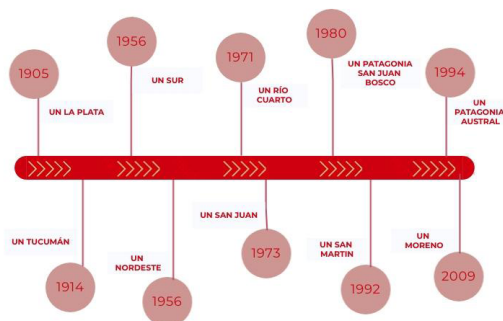 1905
UN LA PLATA
1956
UN SUR
1971
UN RÍO
CUARTO
1980
UN PATAGONIA
SAN JUAN
BOSCO
1994
UN
PATAGONIA
AUSTRAL
UN TUCUMÁN
1914
UN
NORDESTE
1956
UN SAN JUAN
1973
UN SAN
MARTIN
1992
UN
MORENO
2009